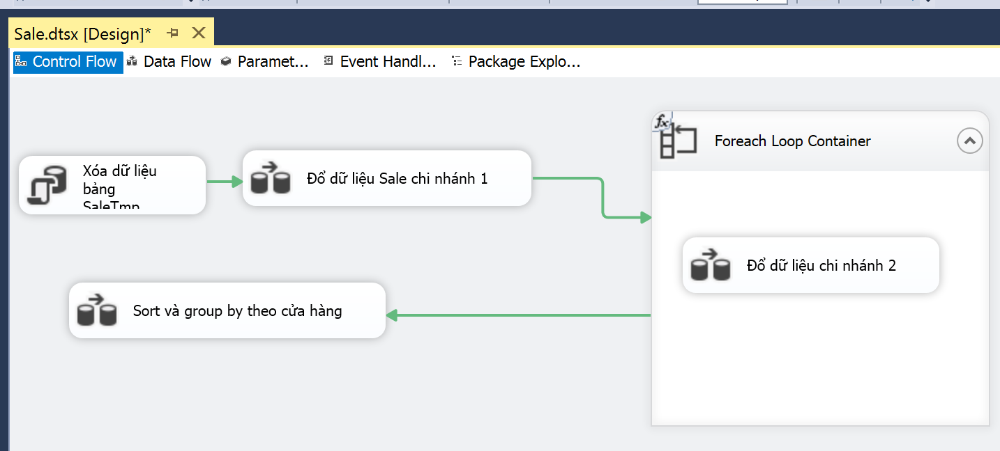 Sale.dtsx [Design]*
Control Flow
Data Flow
Paramet...
Event Handl...
Package Explo...
Xóa dữ liệu
bảng
SaleTmp
Đổ dữ liệu Sale chi nhánh 1
fx
Foreach Loop Container
Đổ dữ liệu chi nhánh 2
Sort và group by theo cửa hàng